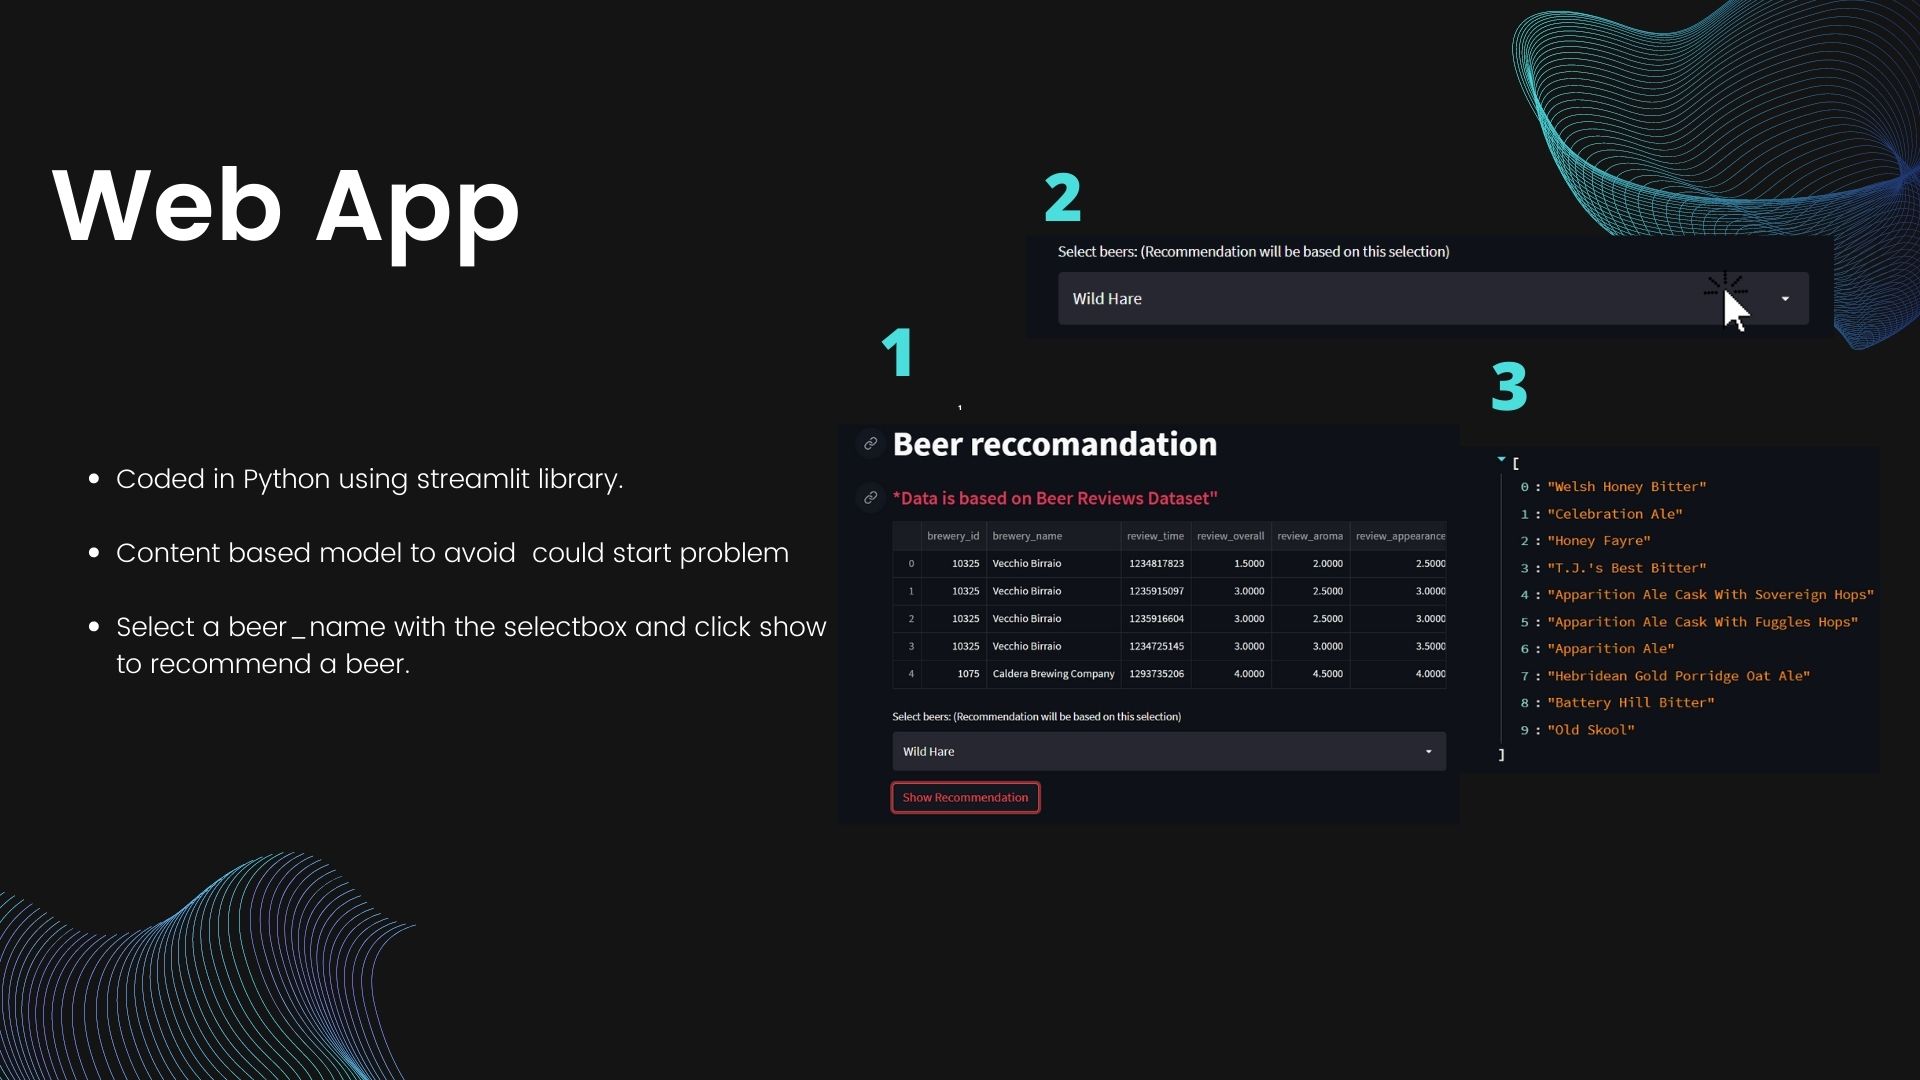 Web App
Coded in Python using streamlit library.
Content based model to avoid  could start problem
Select a beer_name with the selectbox and click show
to recommend a beer.
1
1
Beer reccomandation
*Data is based on Beer Reviews Dataset"
brewery_id brewery_name review_time review_overall review_aroma review_appearance
0 10325 Vecchio Birraio 1234817823 1.5000 2.0000 2.5000
1 10325 Vecchio Birraio 1235915097 3.0000 2.5000 3.0000
2 10325 Vecchio Birraio 1235916604 3.0000 2.5000 3.0000
3 10325 Vecchio Birraio 1234725145 3.0000 3.0000 3.5000
4 1075 Caldera Brewing Company 1293735206 4.0000 4.5000 4.0000
Select beers: (Recommendation will be based on this selection)
Wild Hare
Show Recommendation
2
Select beers: (Recommendation will be based on this selection)
Wild Hare
3
[
0 : "Welsh Honey Bitter"
1 : "Celebration Ale"
2 : "Honey Fayre"
3 : "T.J.'s Best Bitter"
4 : "Apparition Ale Cask With Sovereign Hops"
5 : "Apparition Ale Cask With Fuggles Hops"
6 : "Apparition Ale"
7 : "Hebridean Gold Porridge Oat Ale"
8 : "Battery Hill Bitter"
9 : "Old Skool"
]